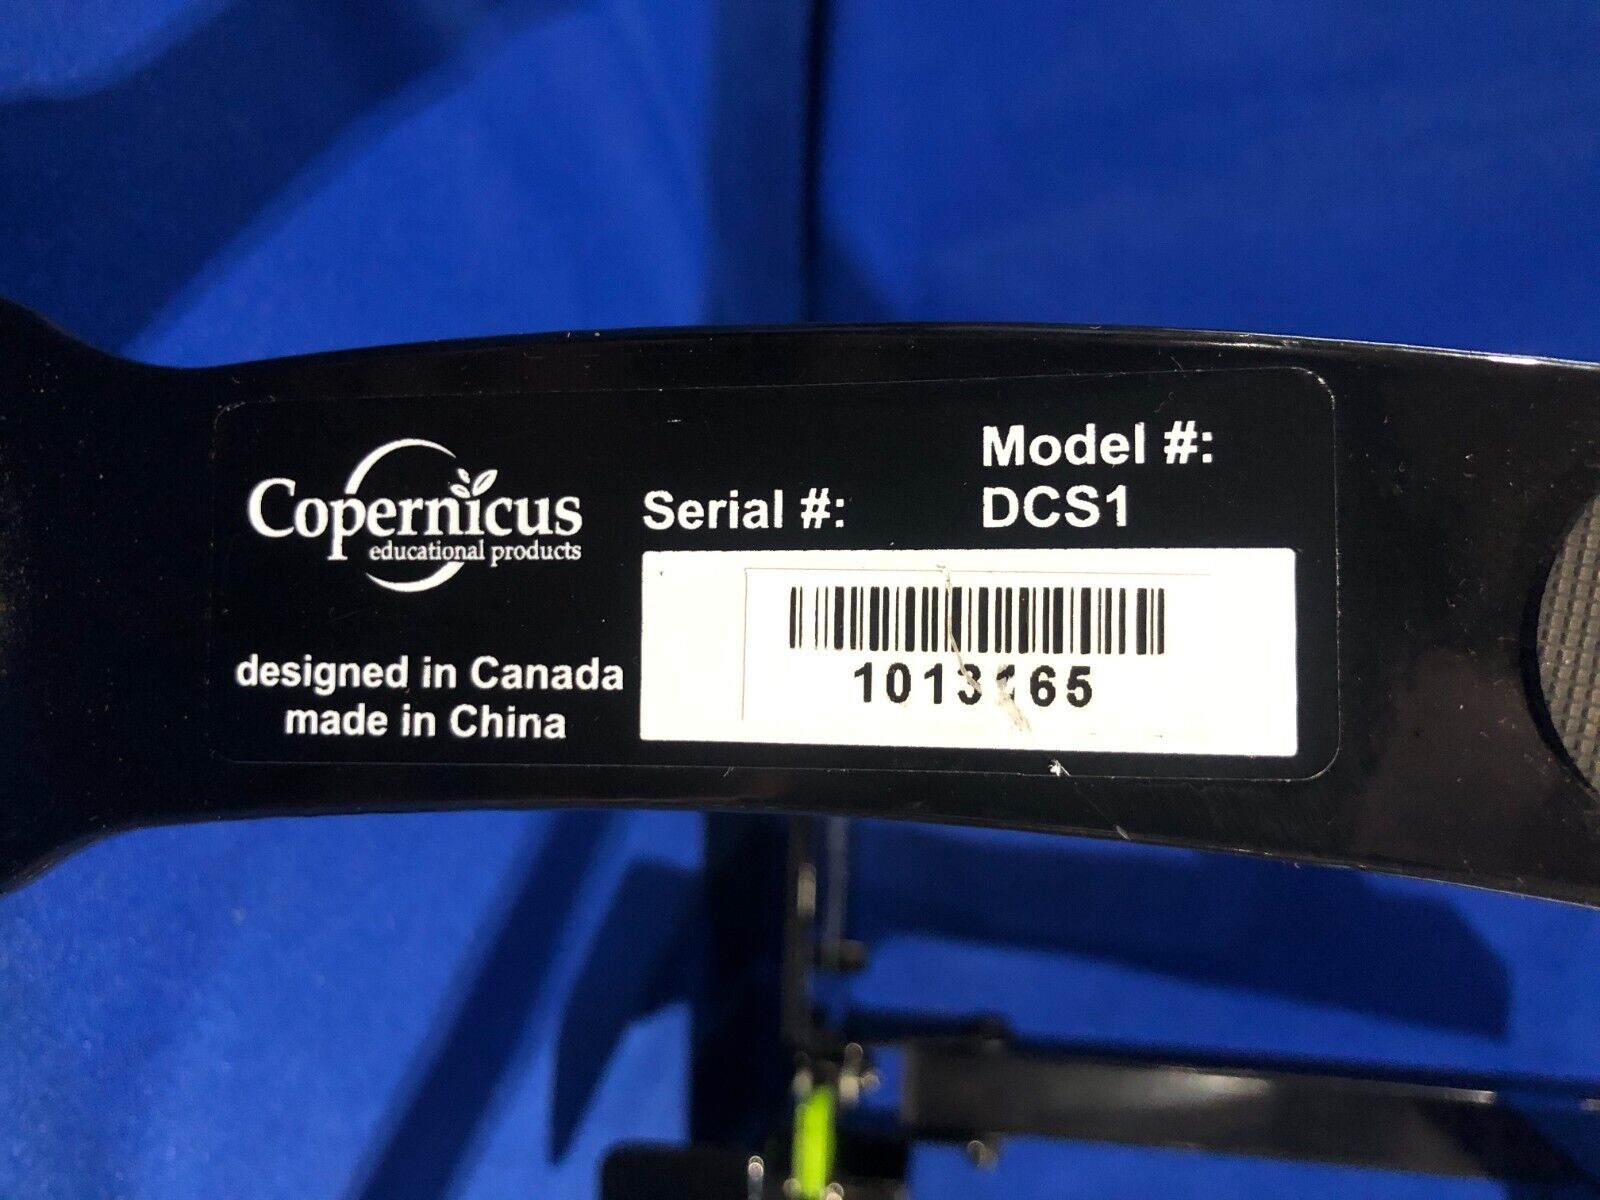 Copernicus
educational products
designed in Canada
made in China
Serial #:
Model #:
DCS1